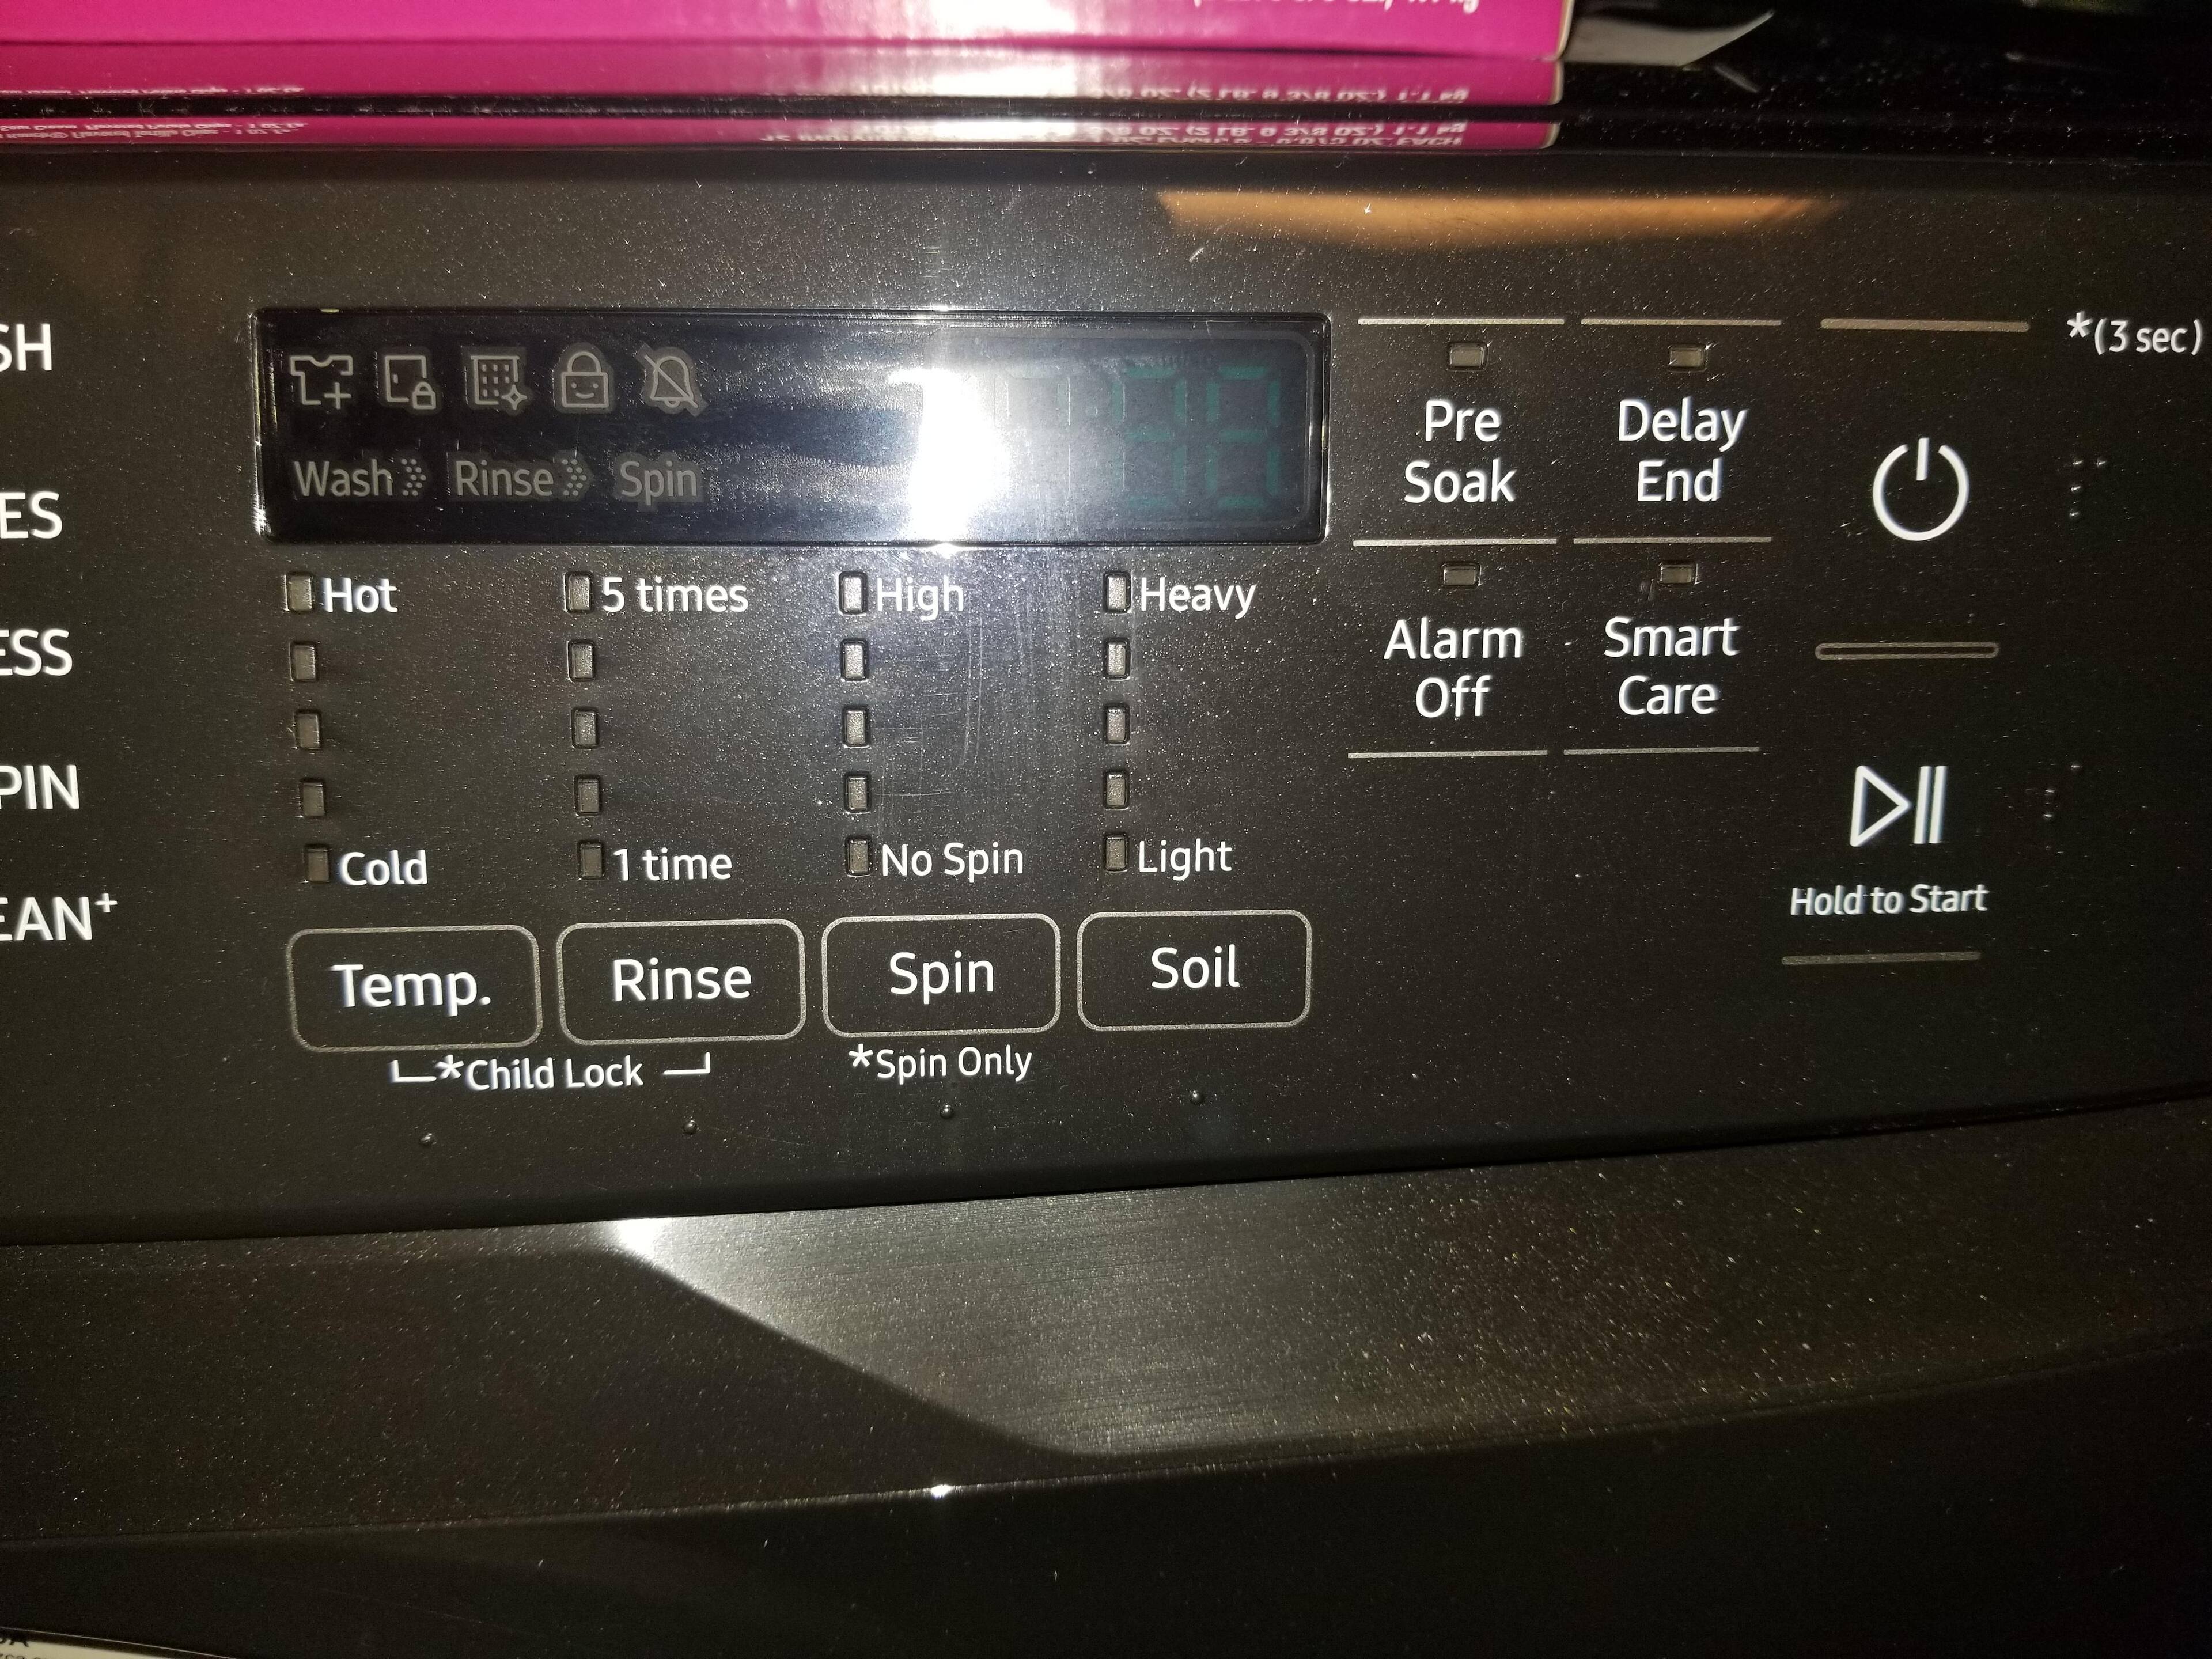 SH
*(3 sec)
Pre
Soak
Delay
End
Wash Rinse Spin
ES
Hot
5 times
High
Heavy
ESS
Alarm
Off
Smart
Care
PIN
Cold
1 time
No Spin
Light
EAN+
Hold to Start
Temp.
Rinse
Spin
Soil
*Child Lock
*Spin Only